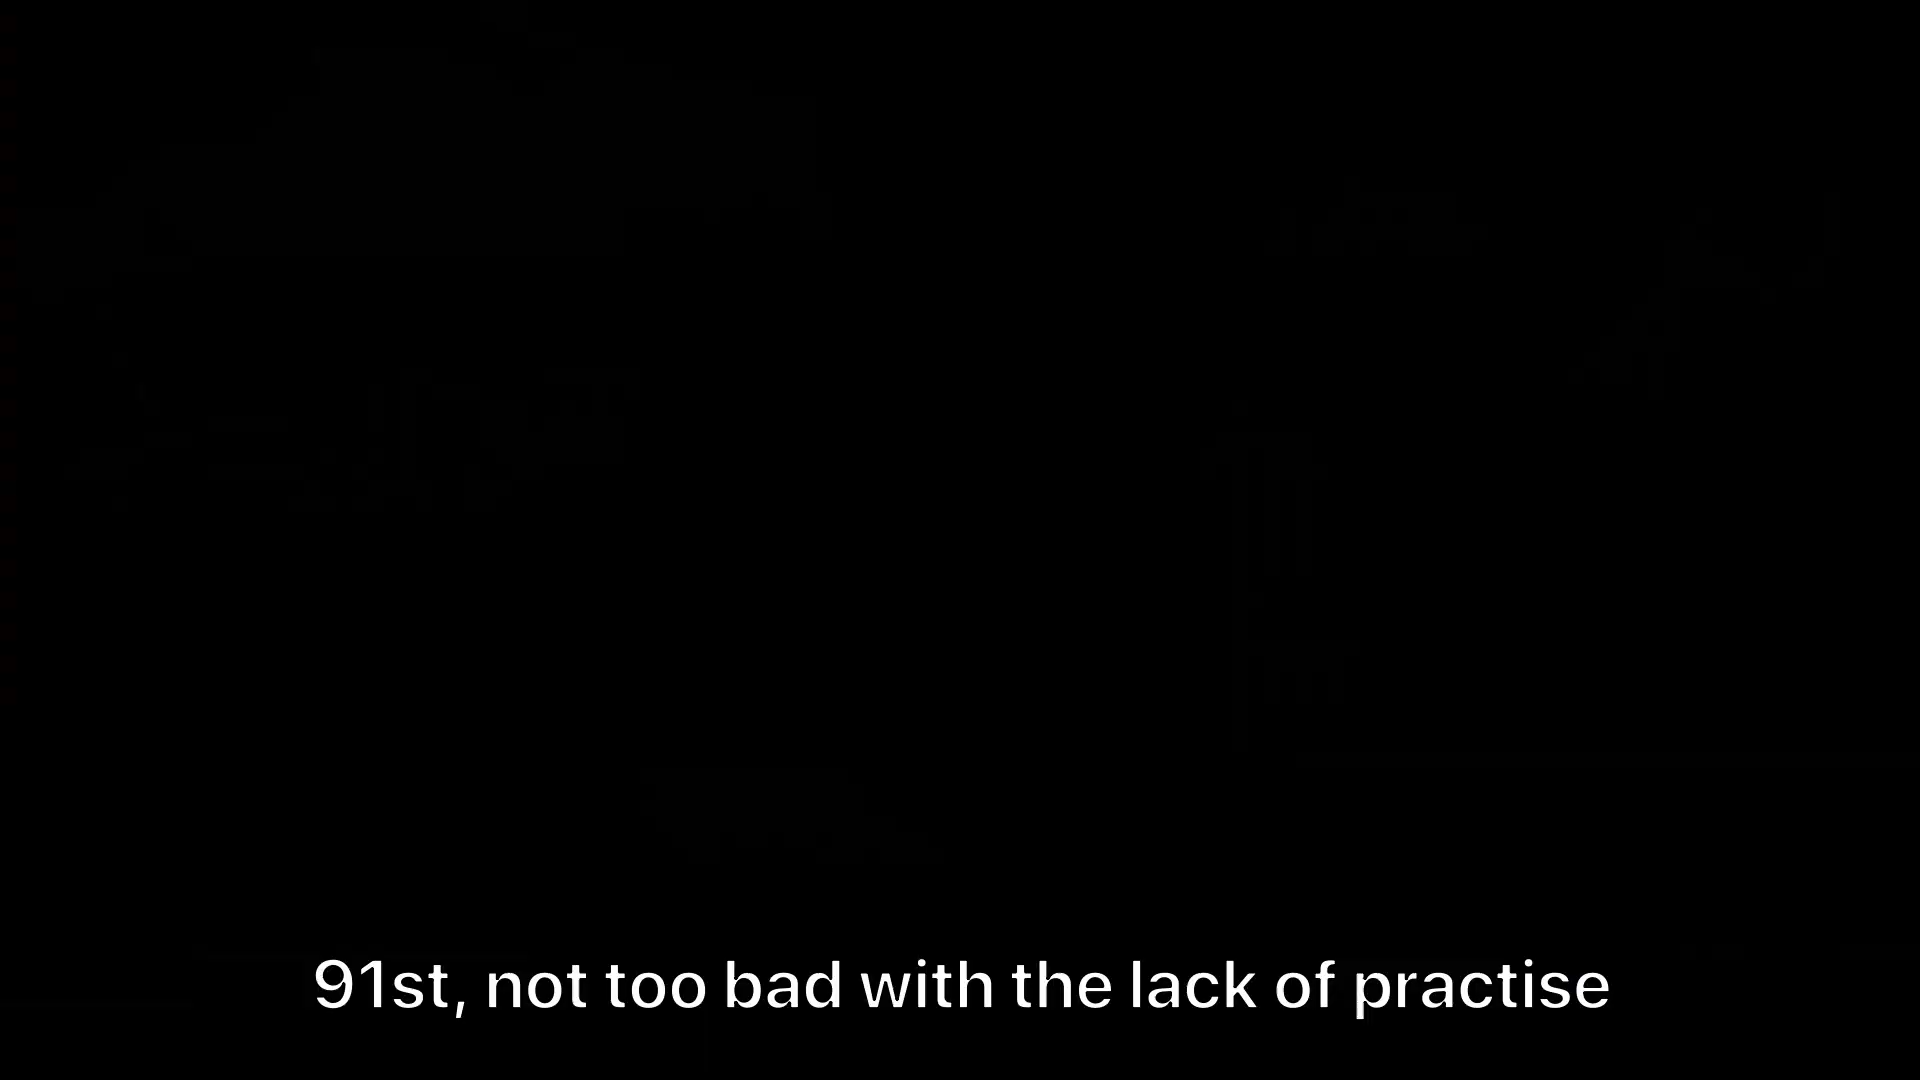 91st, not too bad with the lack of practise